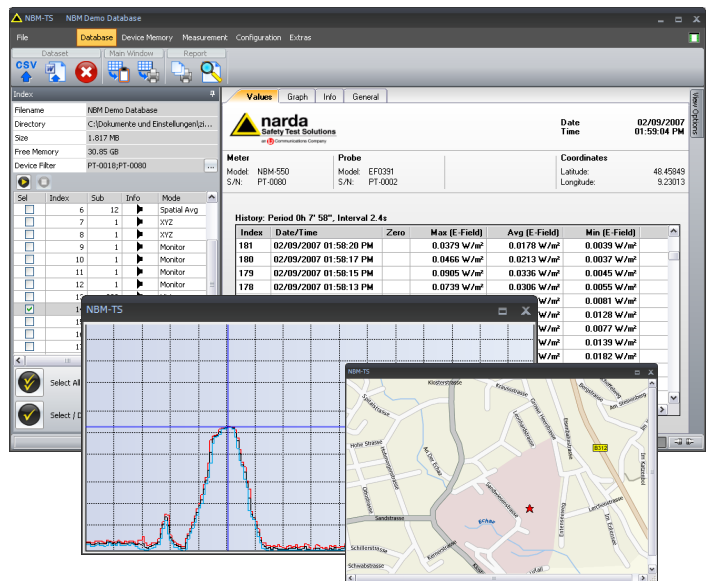 NBM-TS NBM Demo Database
File Database Device Memory Measurement Configuration Extras
Dataset Main Window Report
CSV
Index
Filename NBM Demo Database
Directory C:\Dokumente und Einstellungen\zi...
Size 1.817 MB
Free Memory 30.85 GB
Device Filter PT-0018;PT-0080 ...
Sel Index Sub Info Mode
6 12 Spatial Avg
7 1 XYZ
8 1 XYZ
9 1 Monitor
10 1 Monitor
11 1 Monitor
12 1 Monitor
Select All
Values Graph Info General
View Options
narda
Safety Test Solutions
an Communications Company
Date 02/09/2007
Time 01:59:04 PM
Meter Probe Coordinates
Model: NBM-550 Model: EF0391 Latitude: 48.45849
S/N: PT-0080 S/N: PT-0002 Longitude: 9.23013
History: Period 0h 7' 58", Interval 2.4s
Index Date/Time Zero Max (E-Field) Avg (E-Field) Min (E-Field)
181 02/09/2007 01:58:20 PM 0.0379 W/m² 0.0178 W/m² 0.0039 W/m²
180 02/09/2007 01:58:17 PM 0.0466 W/m² 0.0213 W/m² 0.0037 W/m²
179 02/09/2007 01:58:15 PM 0.0905 W/m² 0.0336 W/m² 0.0045 W/m²
178 02/09/2007 01:58:13 PM 0.0739 W/m² 0.0306 W/m² 0.0055 W/m²
W/m² 0.0081 W/m²
W/m² 0.0128 W/m²
W/m² 0.0077 W/m²
W/m² 0.0139 W/m²
W/m² 0.0182 W/m²
NBM-TS
NBM-TS
Klosterstrasse
Spitalstrasse
Hohe Strasse
An Der Echaz
Eisenbahnstrasse
B312
Sandstrasse
Echaz
Schillerstrasse
Schwabstrasse